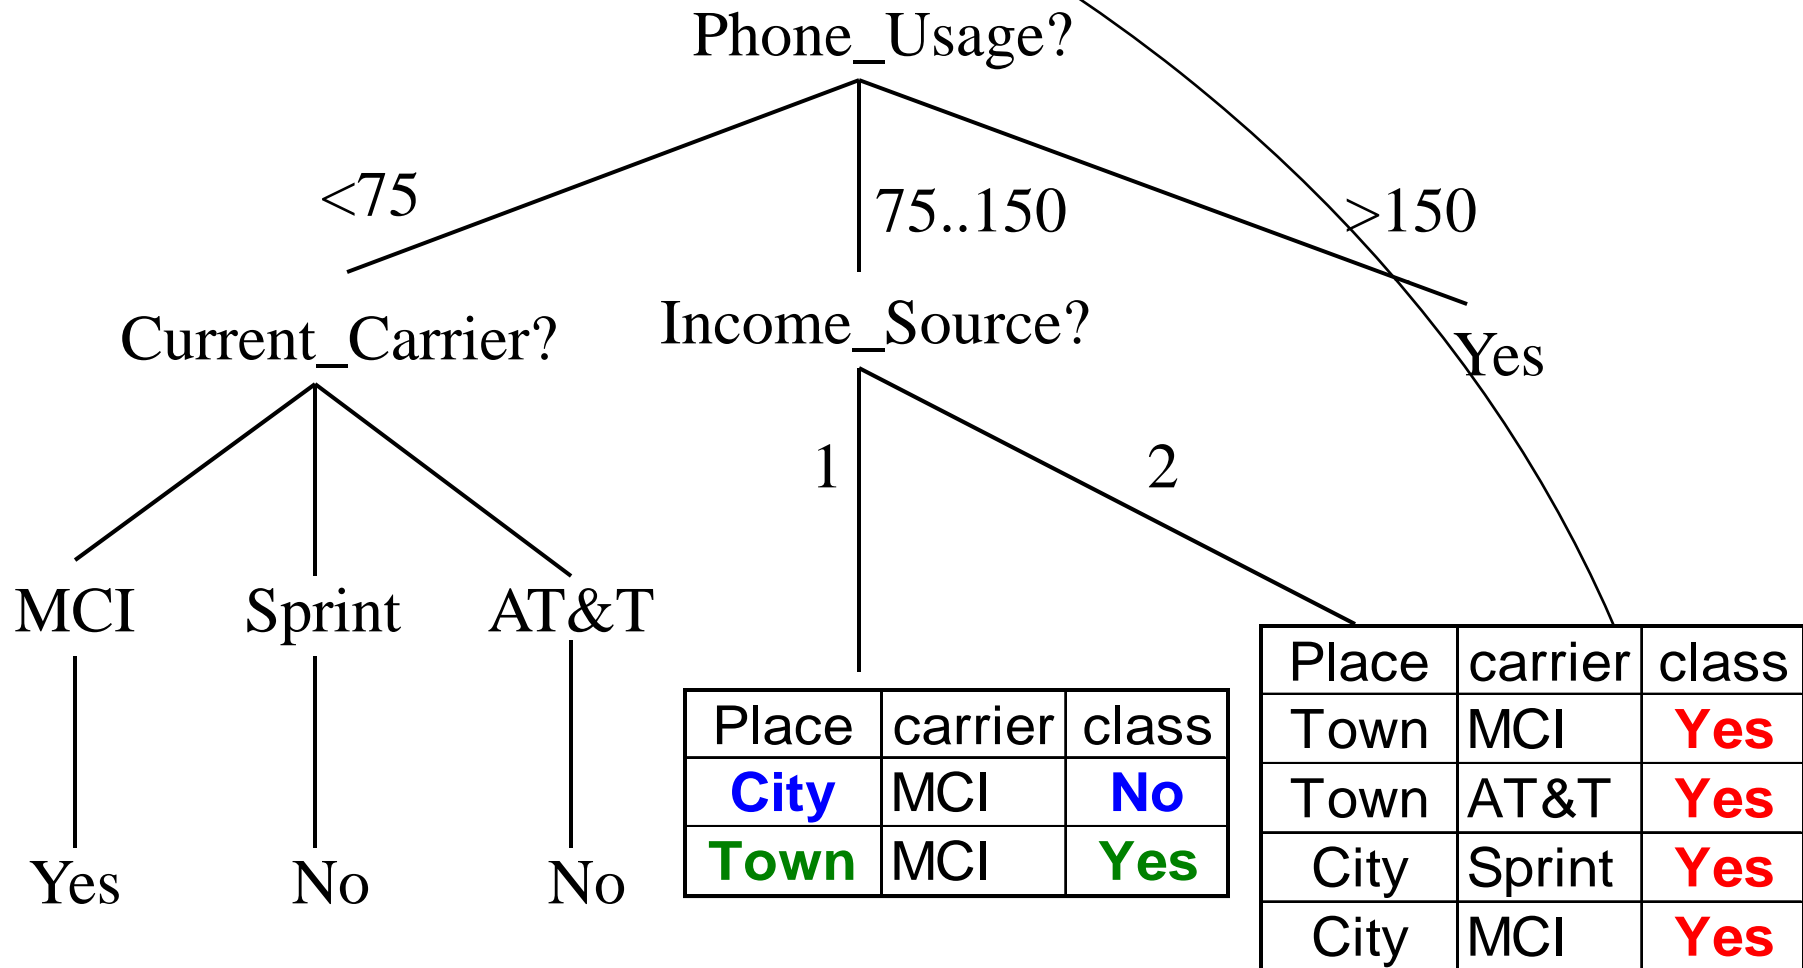 Phone_Usage?
<75
75..150
>150
Current_Carrier?
Income_Source?
Yes
1
2
MCI
Sprint
AT&T
Yes
No
No
Place carrier class
City MCI No
Town MCI Yes
Place carrier class
Town MCI Yes
Town AT&T Yes
City Sprint Yes
City MCI Yes